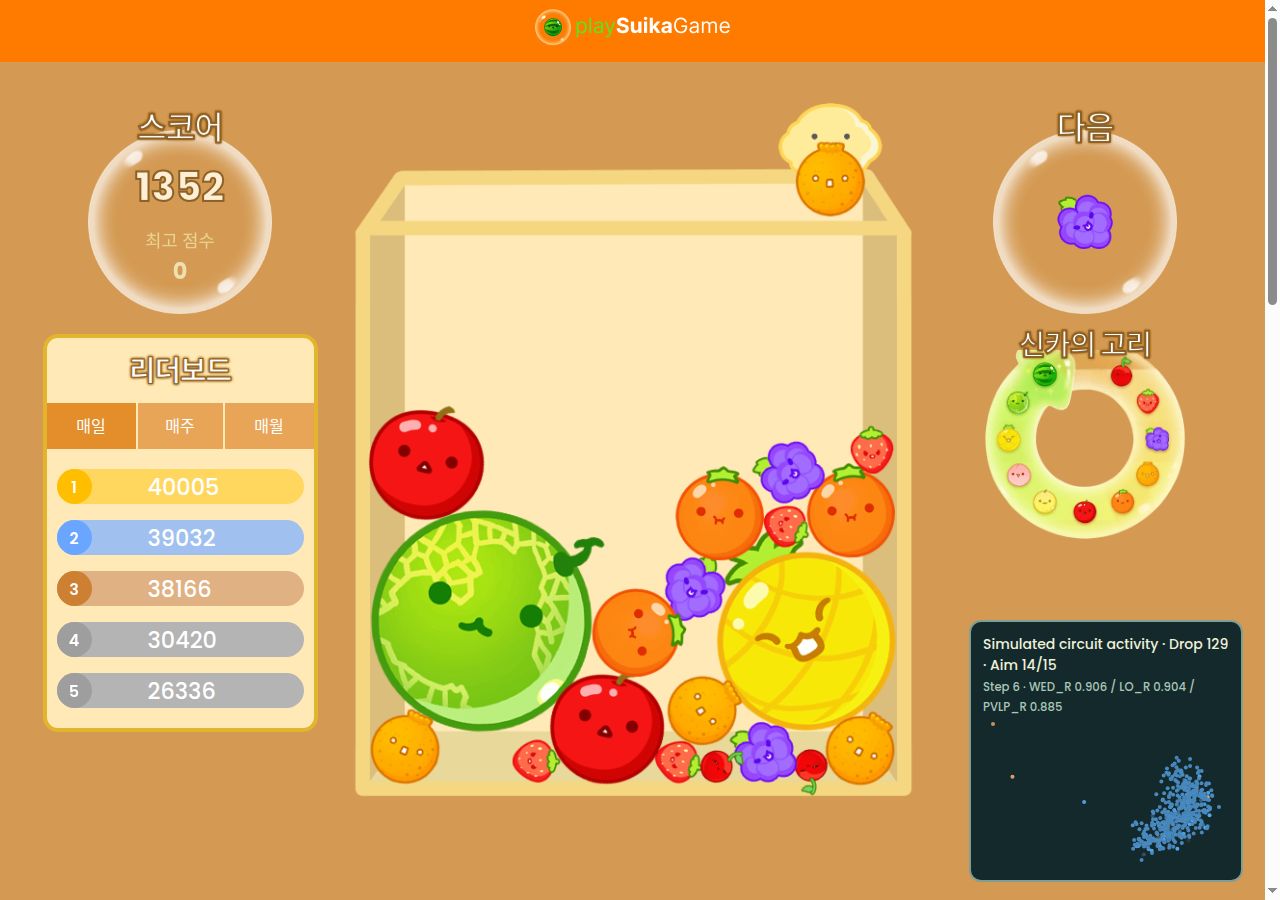 playSuikaGame
스코어
1352
최고 점수
0
다음
신카의 고리
리더보드
매일 매주 매월
1 40005
2 39032
3 38166
4 30420
5 26336
Simulated circuit activity · Drop 129
· Aim 14/15
Step 6 · WED_R 0.906 / LO_R 0.904 /
PVLP_R 0.885